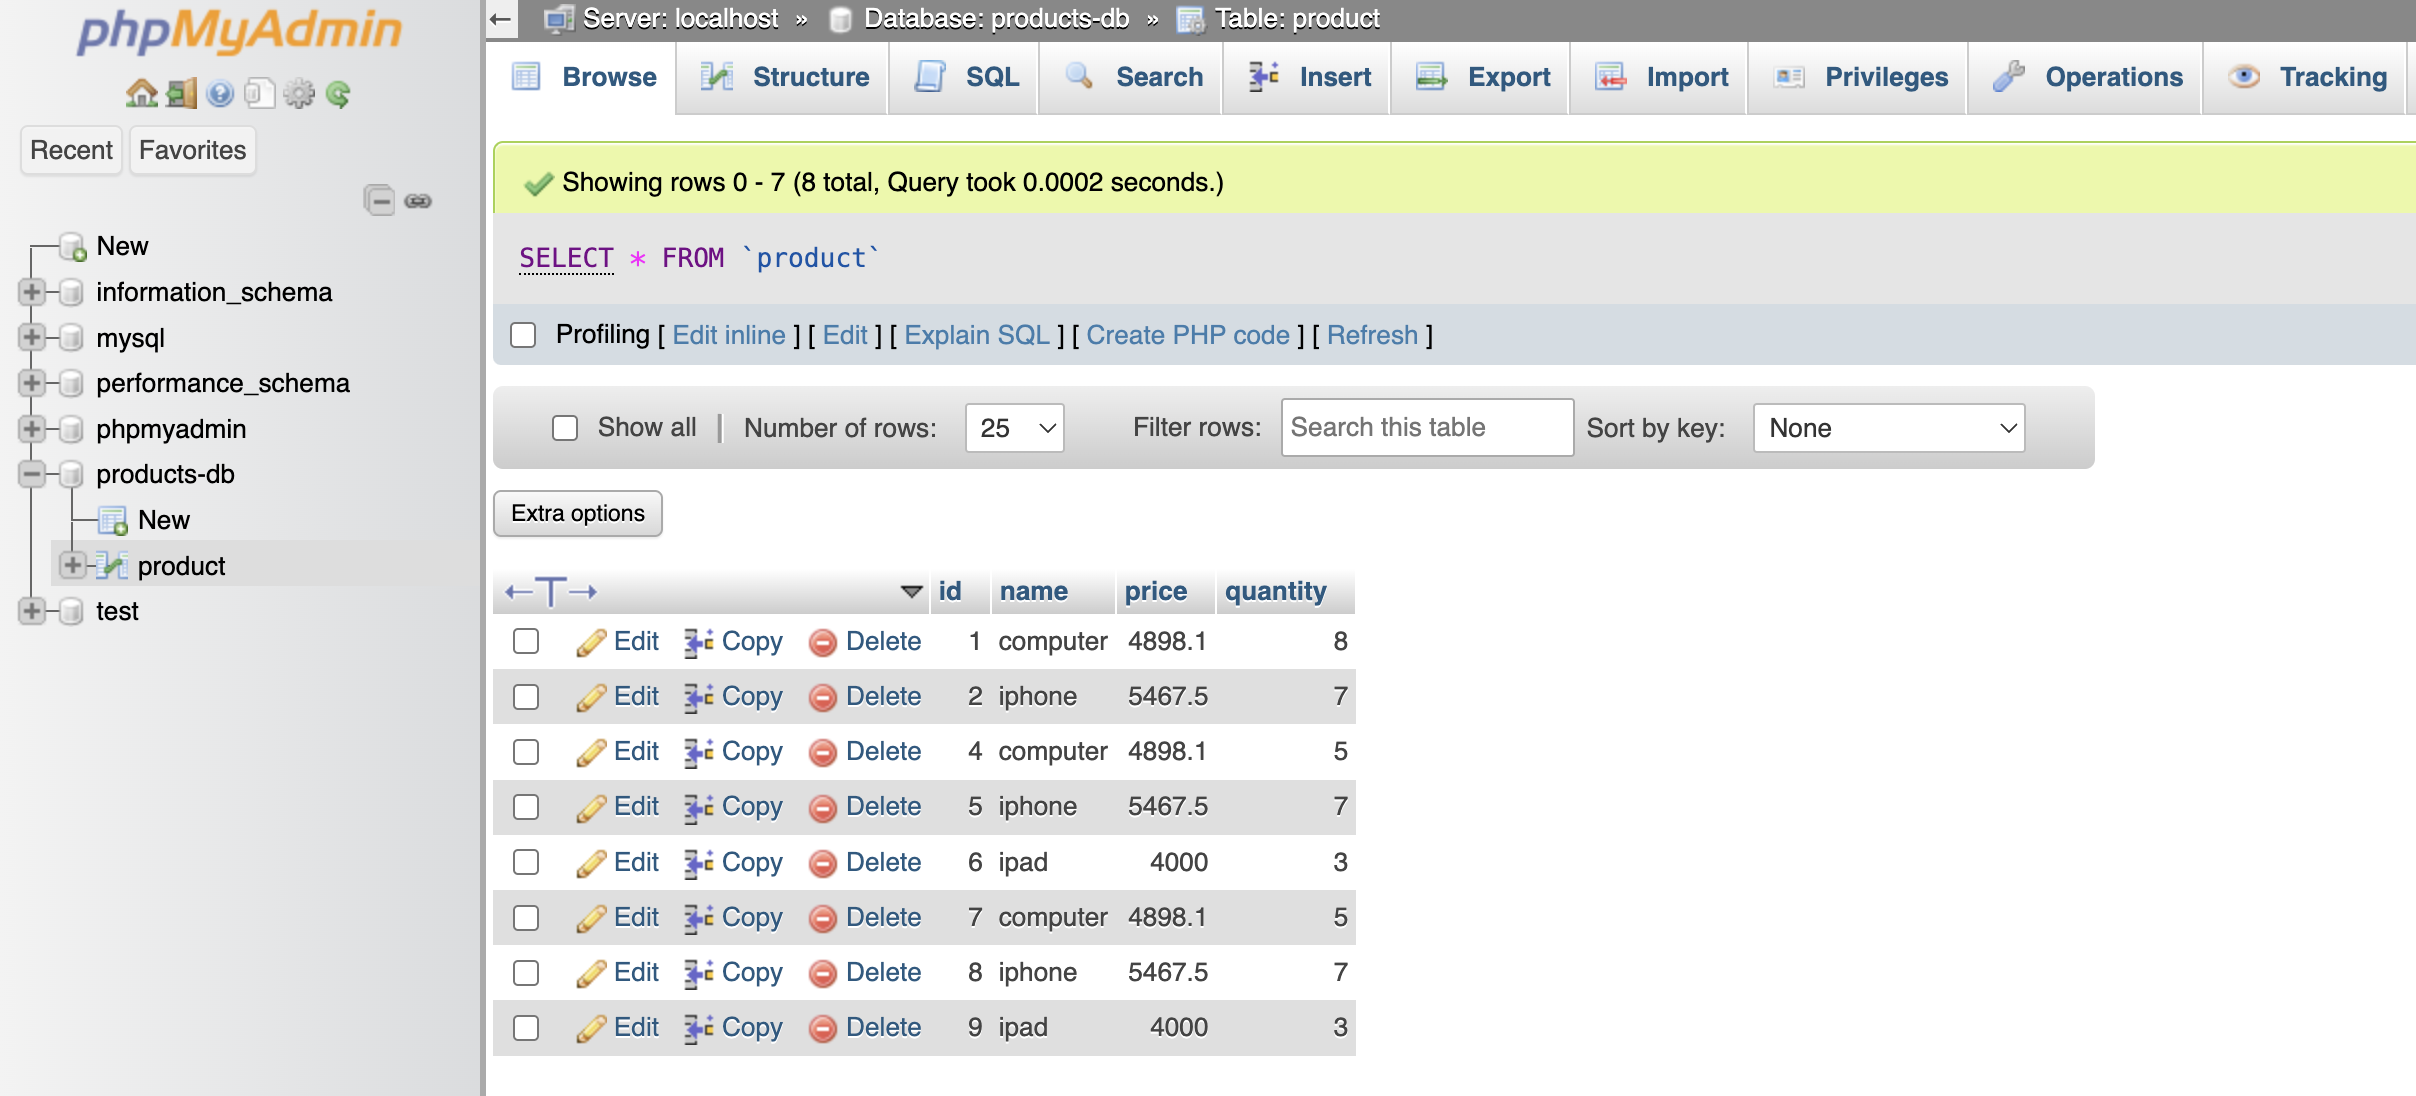 phpMyAdmin
Recent Favorites
New
information_schema
mysql
performance_schema
phpmyadmin
products-db
New
product
test
Server: localhost » Database: products-db » Table: product
Browse Structure SQL Search Insert Export Import Privileges Operations Tracking
Showing rows 0 - 7 (8 total, Query took 0.0002 seconds.)
SELECT * FROM `product`
Profiling [ Edit inline ] [ Edit ] [ Explain SQL ] [ Create PHP code ] [ Refresh ]
Show all | Number of rows: 25 Filter rows: Search this table Sort by key: None
Extra options
←T→ id name price quantity
Edit Copy Delete 1 computer 4898.1 8
Edit Copy Delete 2 iphone 5467.5 7
Edit Copy Delete 4 computer 4898.1 5
Edit Copy Delete 5 iphone 5467.5 7
Edit Copy Delete 6 ipad 4000 3
Edit Copy Delete 7 computer 4898.1 5
Edit Copy Delete 8 iphone 5467.5 7
Edit Copy Delete 9 ipad 4000 3